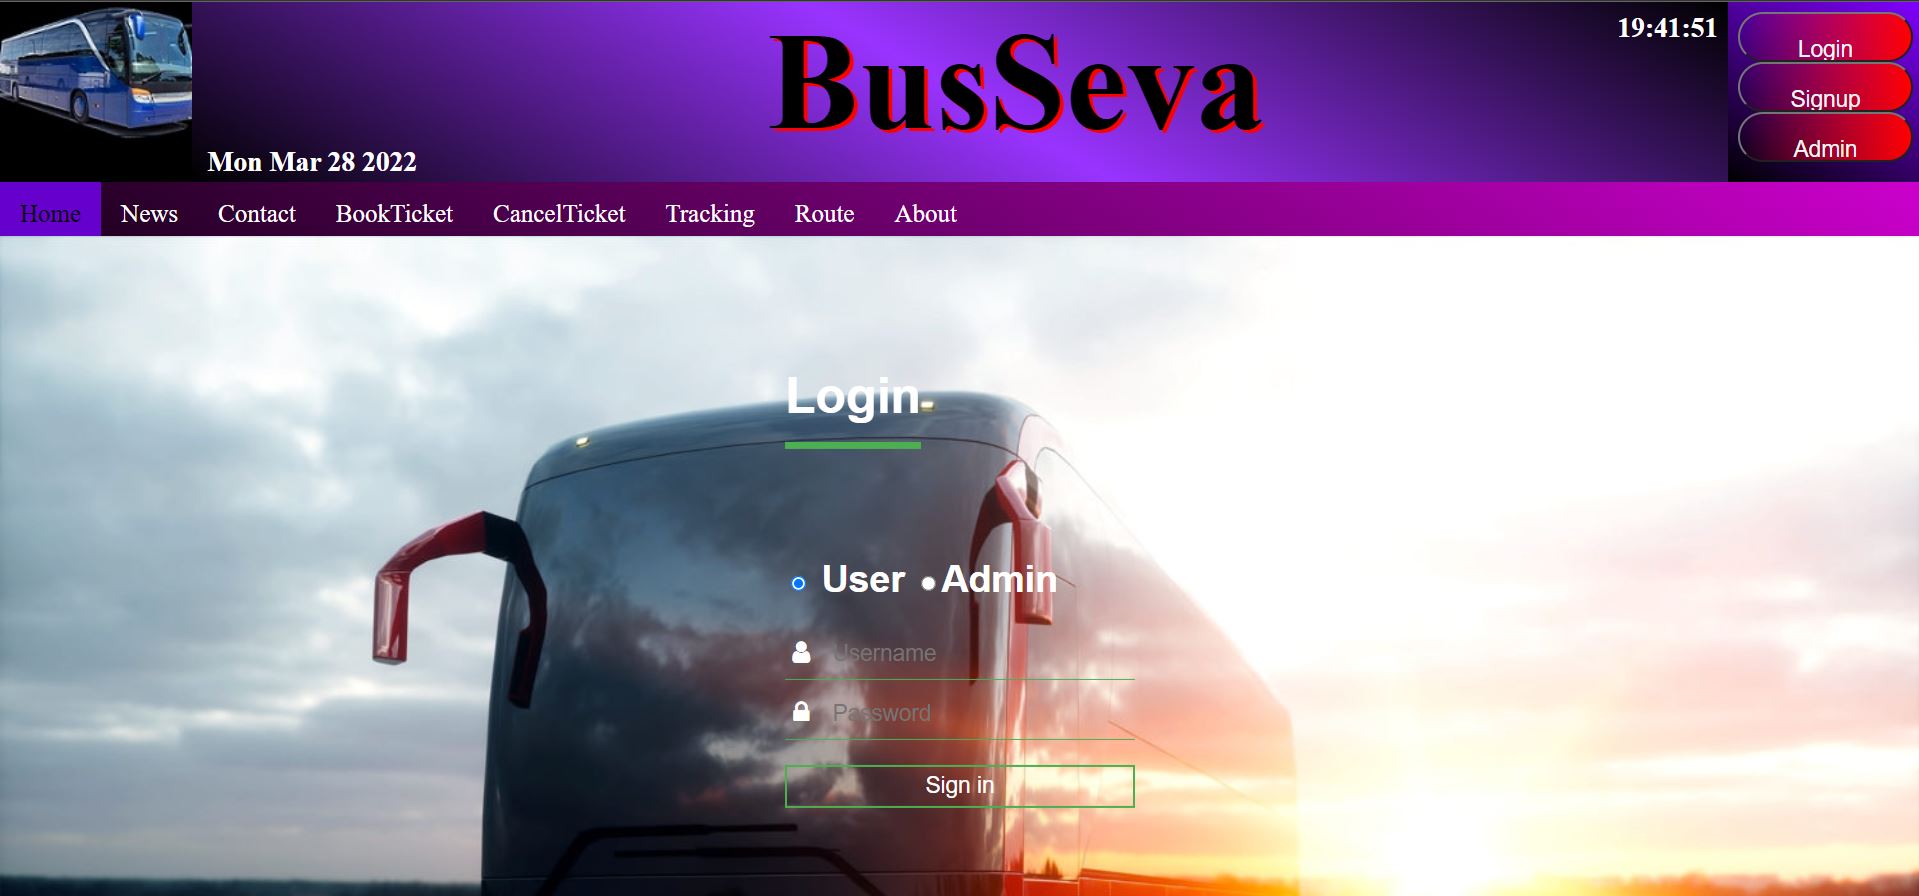 BusSeva
19:41:51
Mon Mar 28 2022
Login
Signup
Admin
Home News Contact BookTicket CancelTicket Tracking Route About
Login
User Admin
Username
Password
Sign in